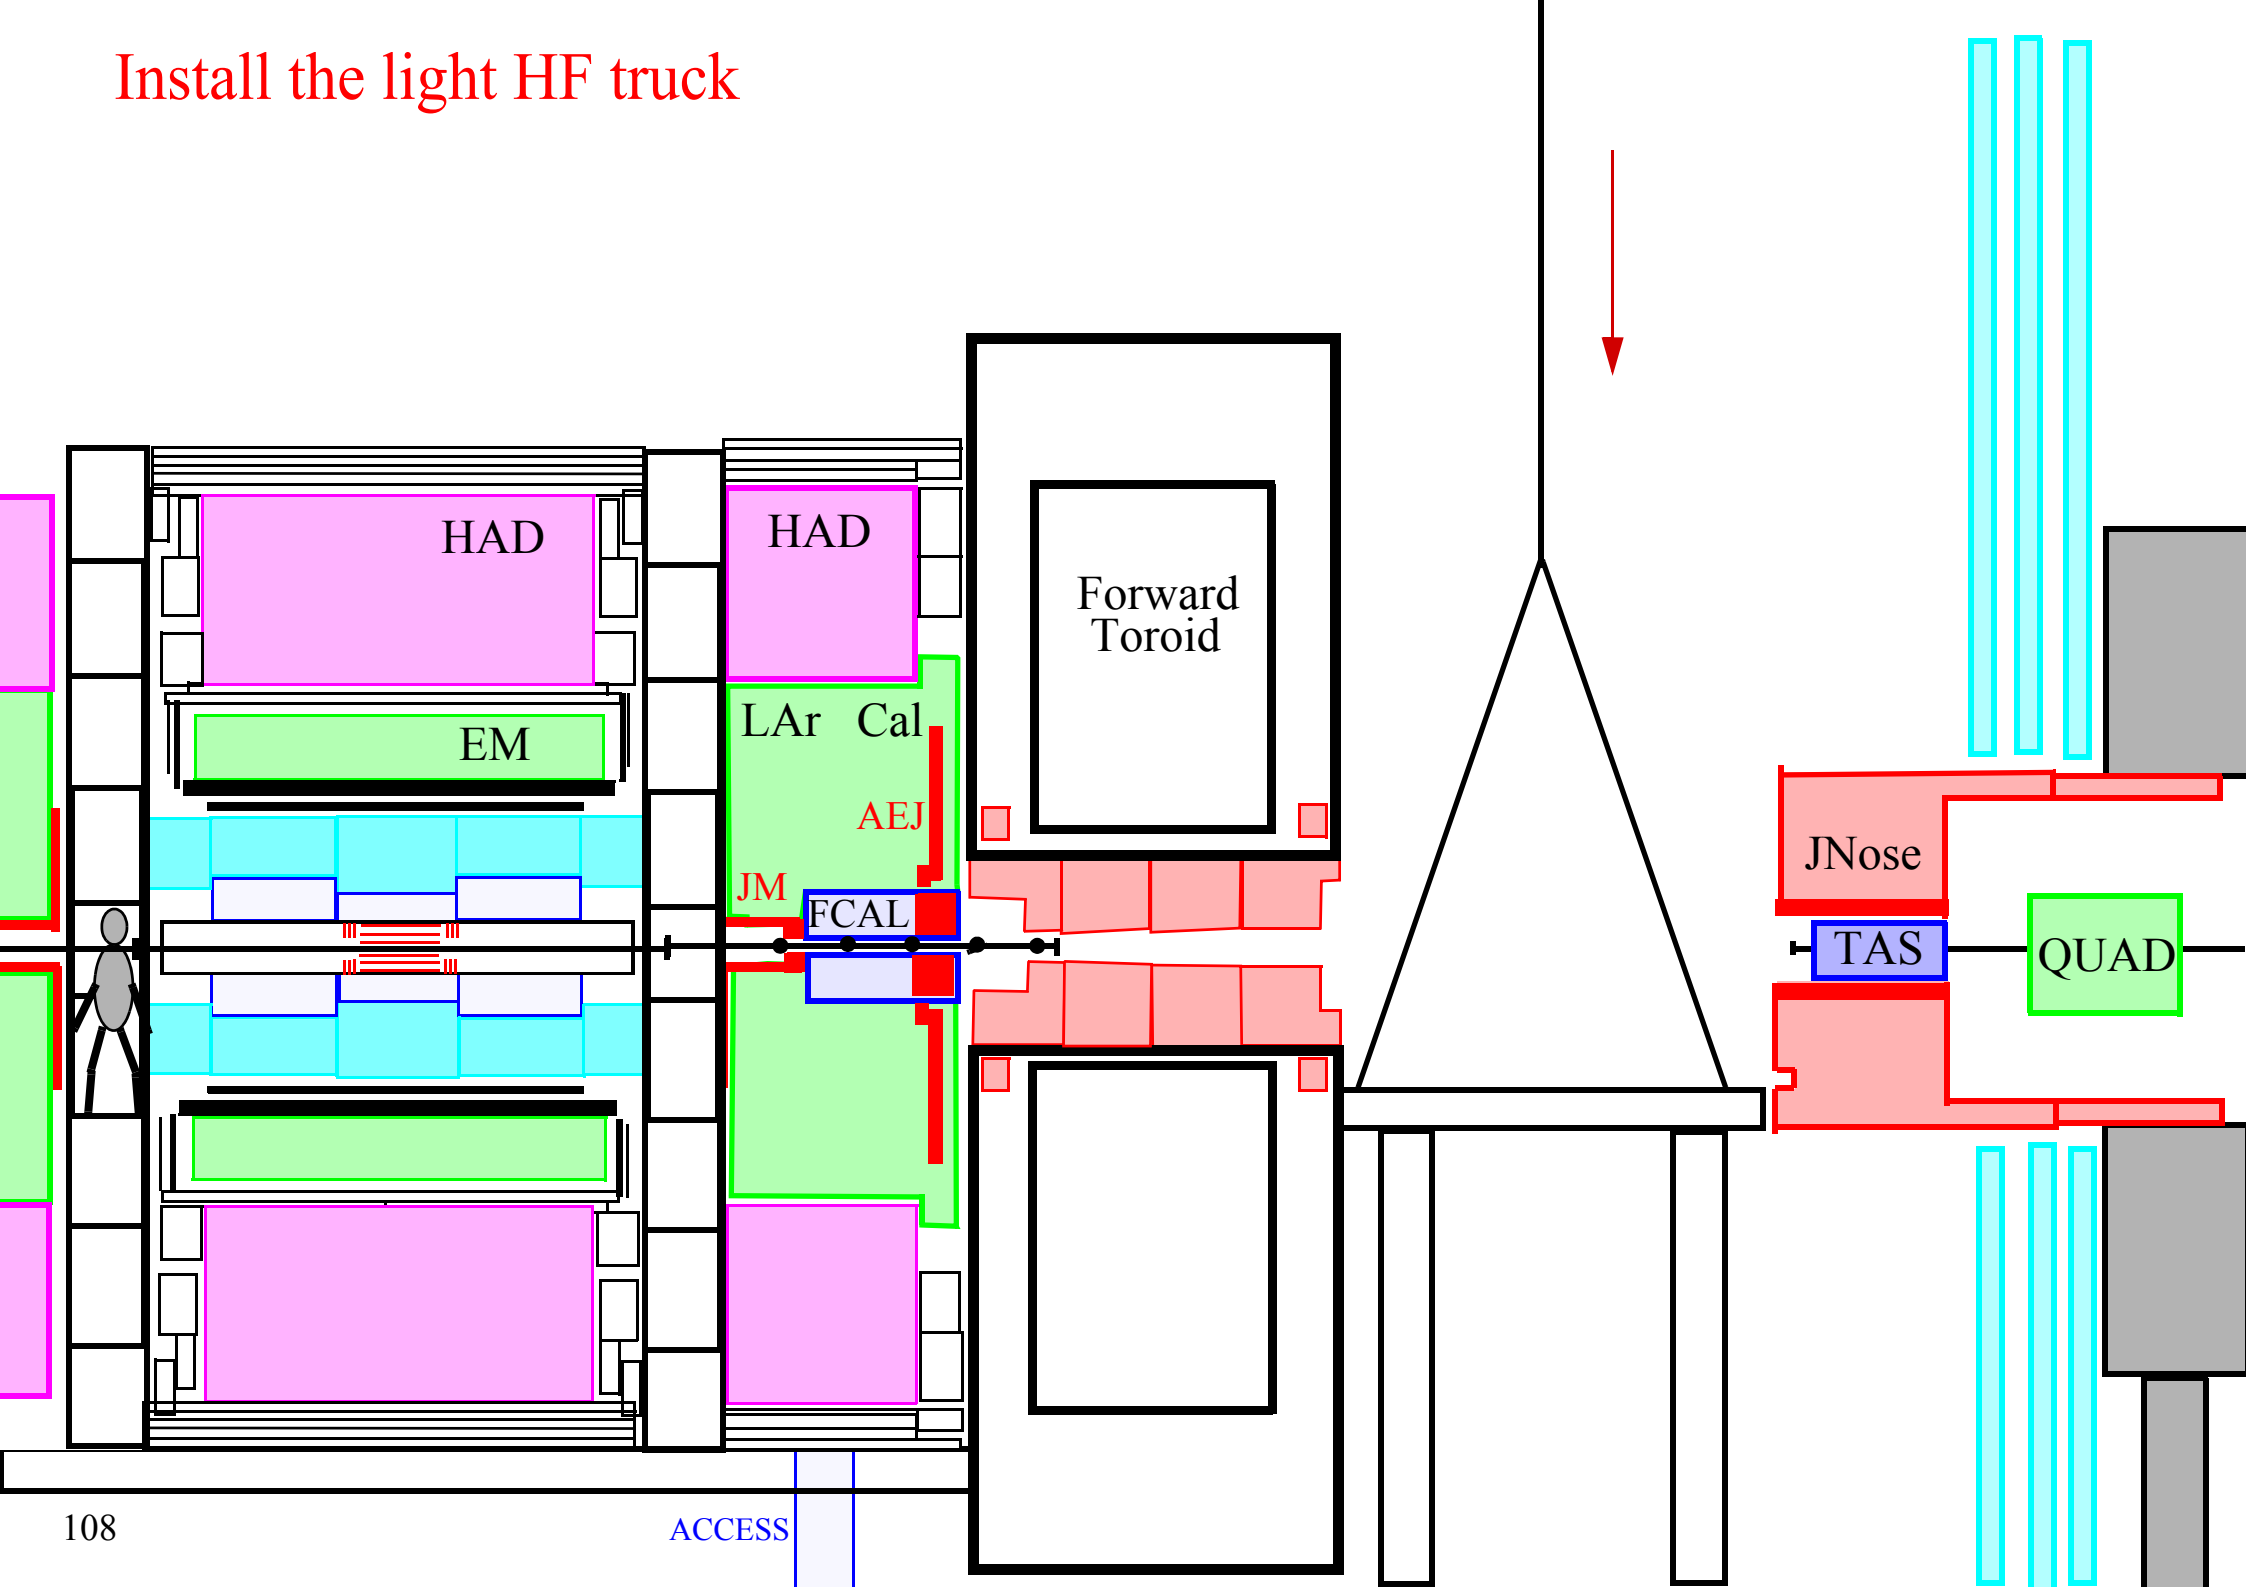 Install the light HF truck
HAD
HAD
Forward
Toroid
LAr Cal
EM
AEJ
JM
FCAL
JNose
TAS
QUAD
108
ACCESS